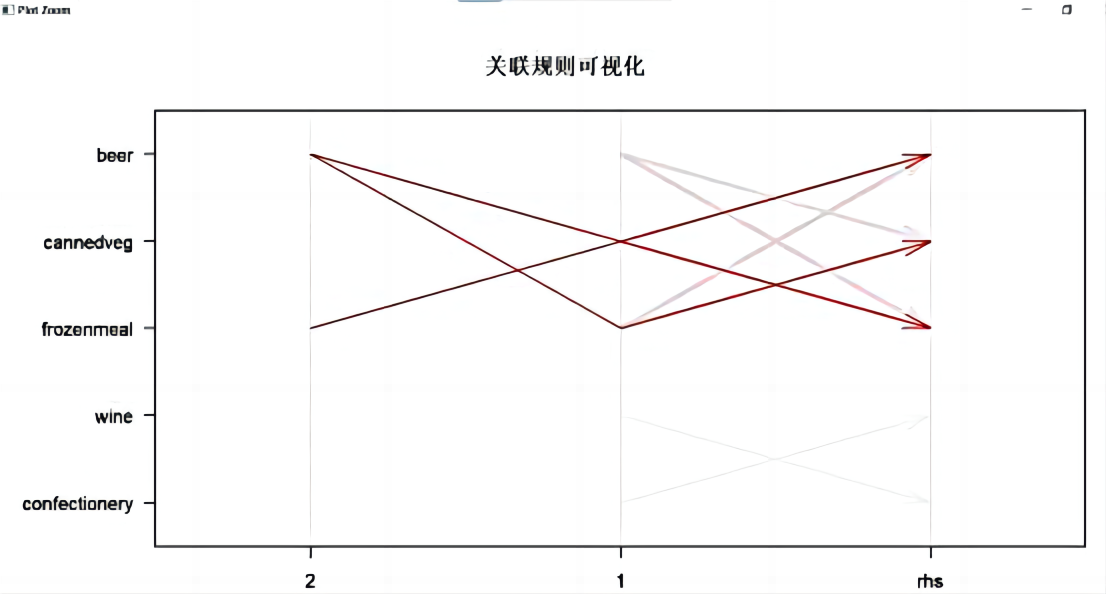 Plot Zoom
关联规则可视化
beer
cannedveg
frozenmeal
wine
confectionery
2 1 rhs